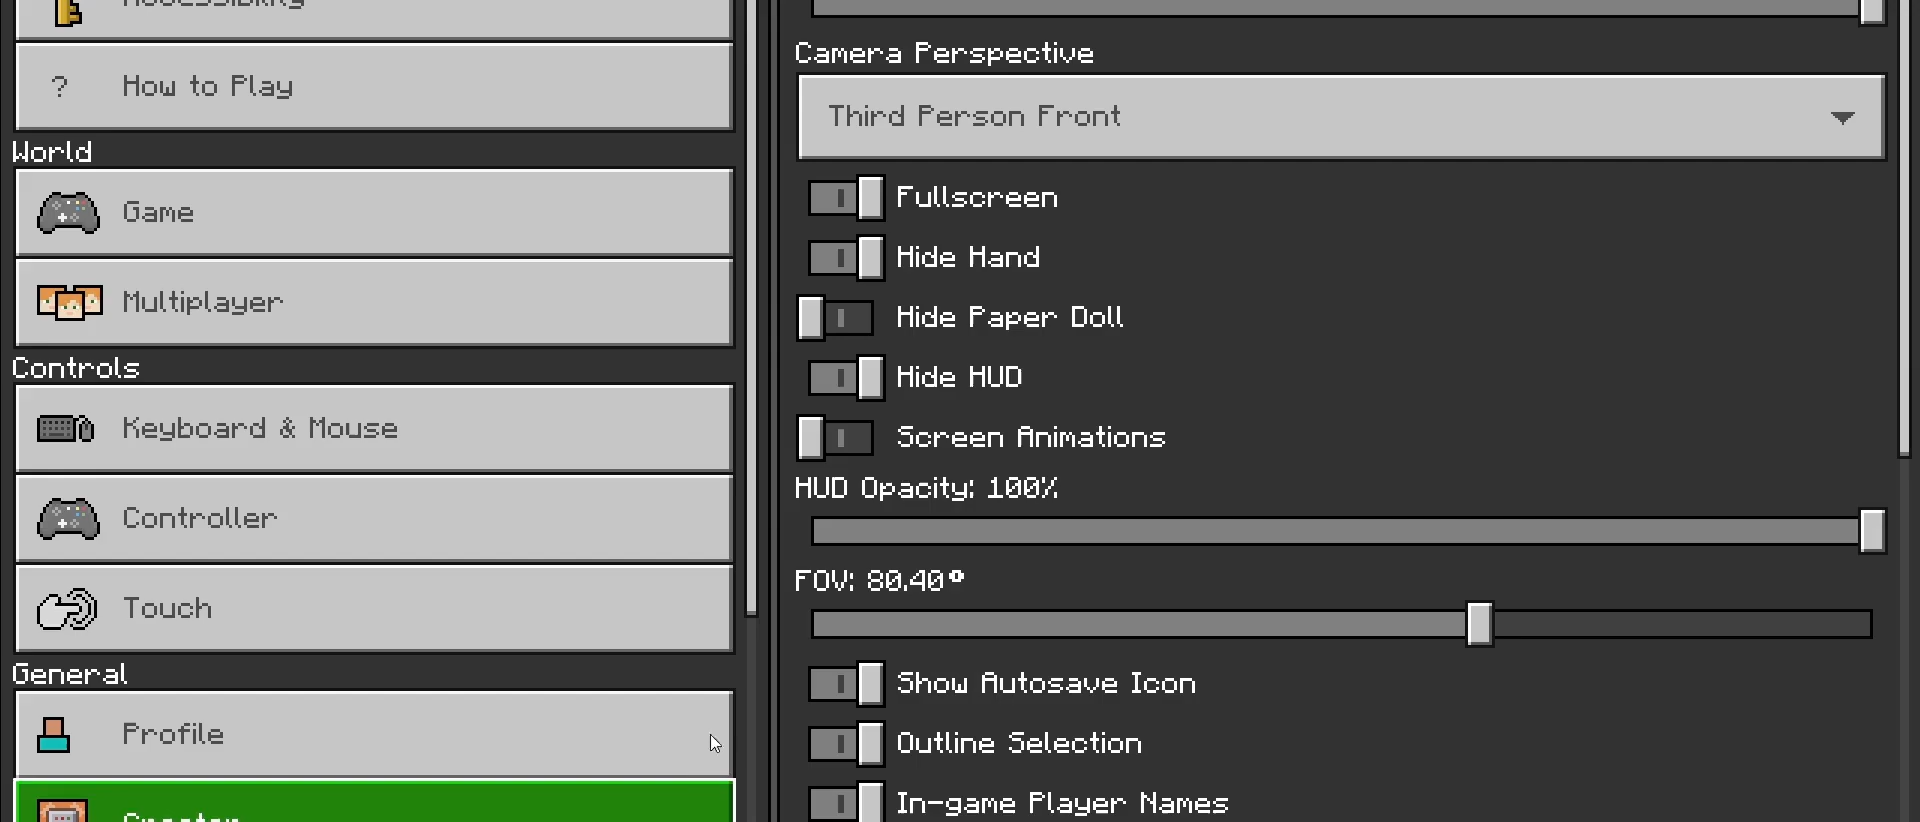 Accessibility
How to Play
World
Game
Multiplayer
Controls
Keyboard & Mouse
Controller
Touch
General
Profile
Creator
Camera Perspective
Third Person Front
Fullscreen
Hide Hand
Hide Paper Doll
Hide HUD
Screen Animations
HUD Opacity: 100%
FOV: 80.40°
Show Autosave Icon
Outline Selection
In-game Player Names